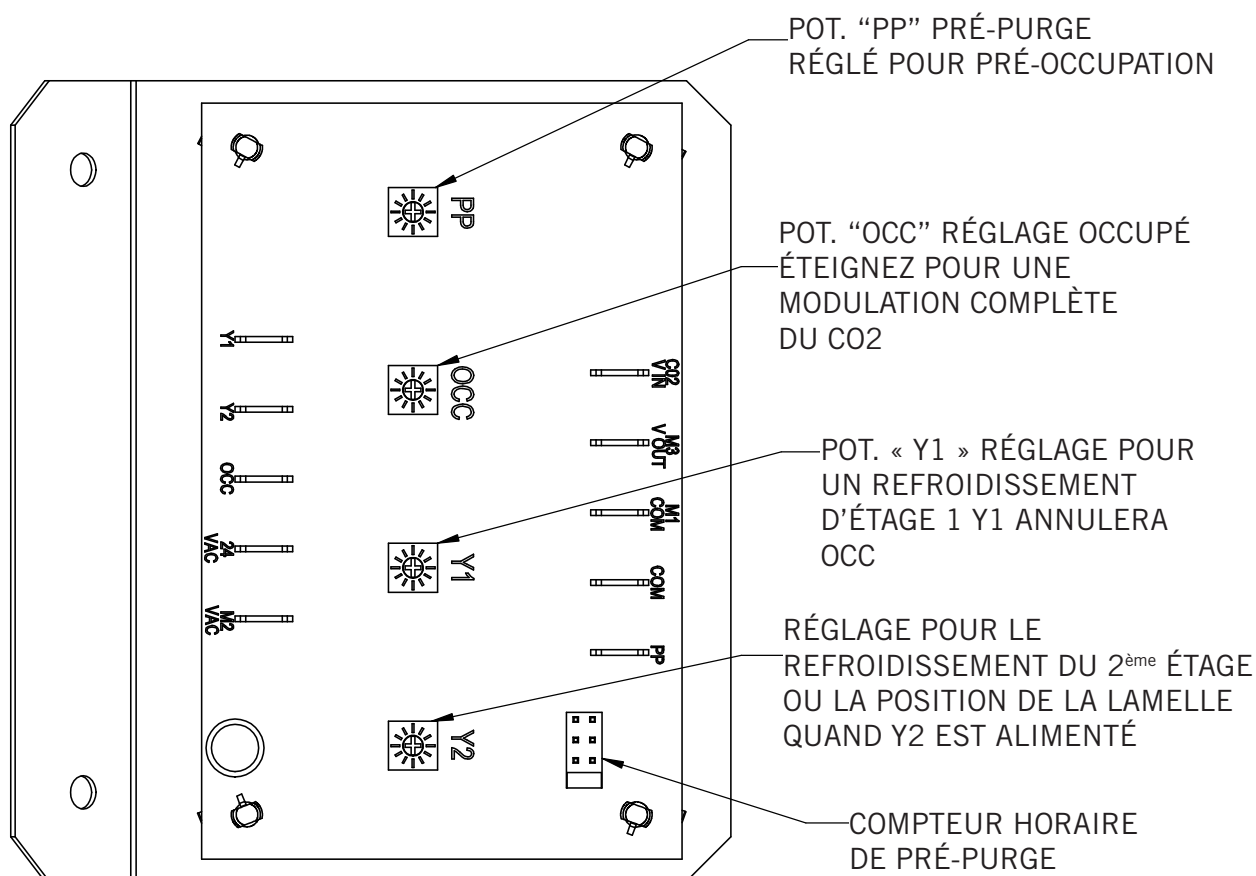 POT. “PP” PRÉ-PURGE
RÉGLÉ POUR PRÉ-OCCUPATION
POT. “OCC” RÉGLAGE OCCUPÉ
ÉTEIGNEZ POUR UNE
MODULATION COMPLÈTE
DU CO2
POT. « Y1 » RÉGLAGE POUR
UN REFROIDISSEMENT
D’ÉTAGE 1 Y1 ANNULERA
OCC
RÉGLAGE POUR LE
REFROIDISSEMENT DU 2ème ÉTAGE
OU LA POSITION DE LA LAMELLE
QUAND Y2 EST ALIMENTÉ
COMPTEUR HORAIRE
DE PRÉ-PURGE
PP
OCC
Y1
Y2
Y1
Y2
OCC
24
VAC
M2
VAC
C02
V IN
M3
V OUT
M1
COM
COM
PP